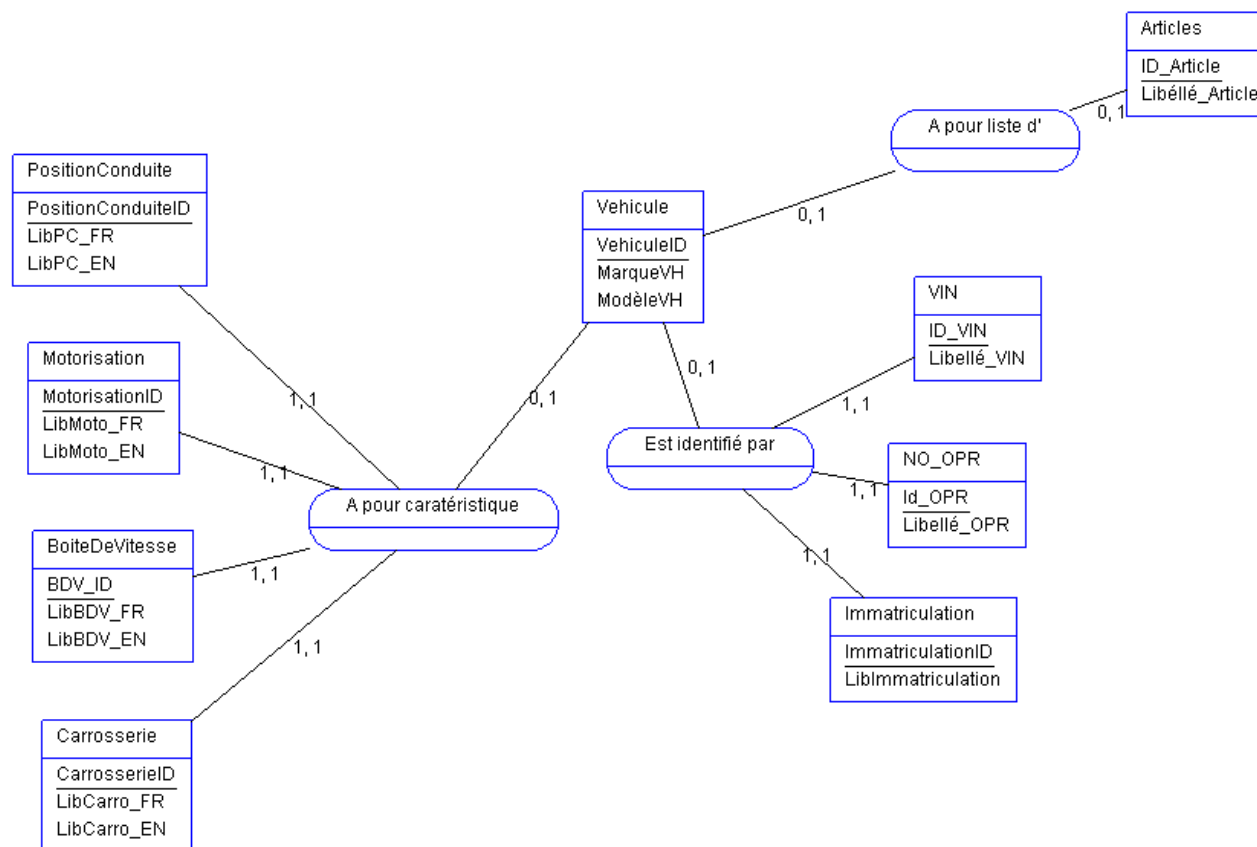 Articles
ID_Article
Libéllé_Article
0, 1
A pour liste d'
0, 1
PositionConduite
PositionConduiteID
LibPC_FR
LibPC_EN
1, 1
Vehicule
VehiculeID
MarqueVH
ModèleVH
0, 1
0, 1
VIN
ID_VIN
Libellé_VIN
1, 1
Motorisation
MotorisationID
LibMoto_FR
LibMoto_EN
1, 1
Est identifié par
NO_OPR
Id_OPR
Libellé_OPR
1, 1
A pour caratéristique
BoiteDeVitesse
BDV_ID
LibBDV_FR
LibBDV_EN
1, 1
1, 1
Immatriculation
ImmatriculationID
LibImmatriculation
1, 1
Carrosserie
CarrosserieID
LibCarro_FR
LibCarro_EN